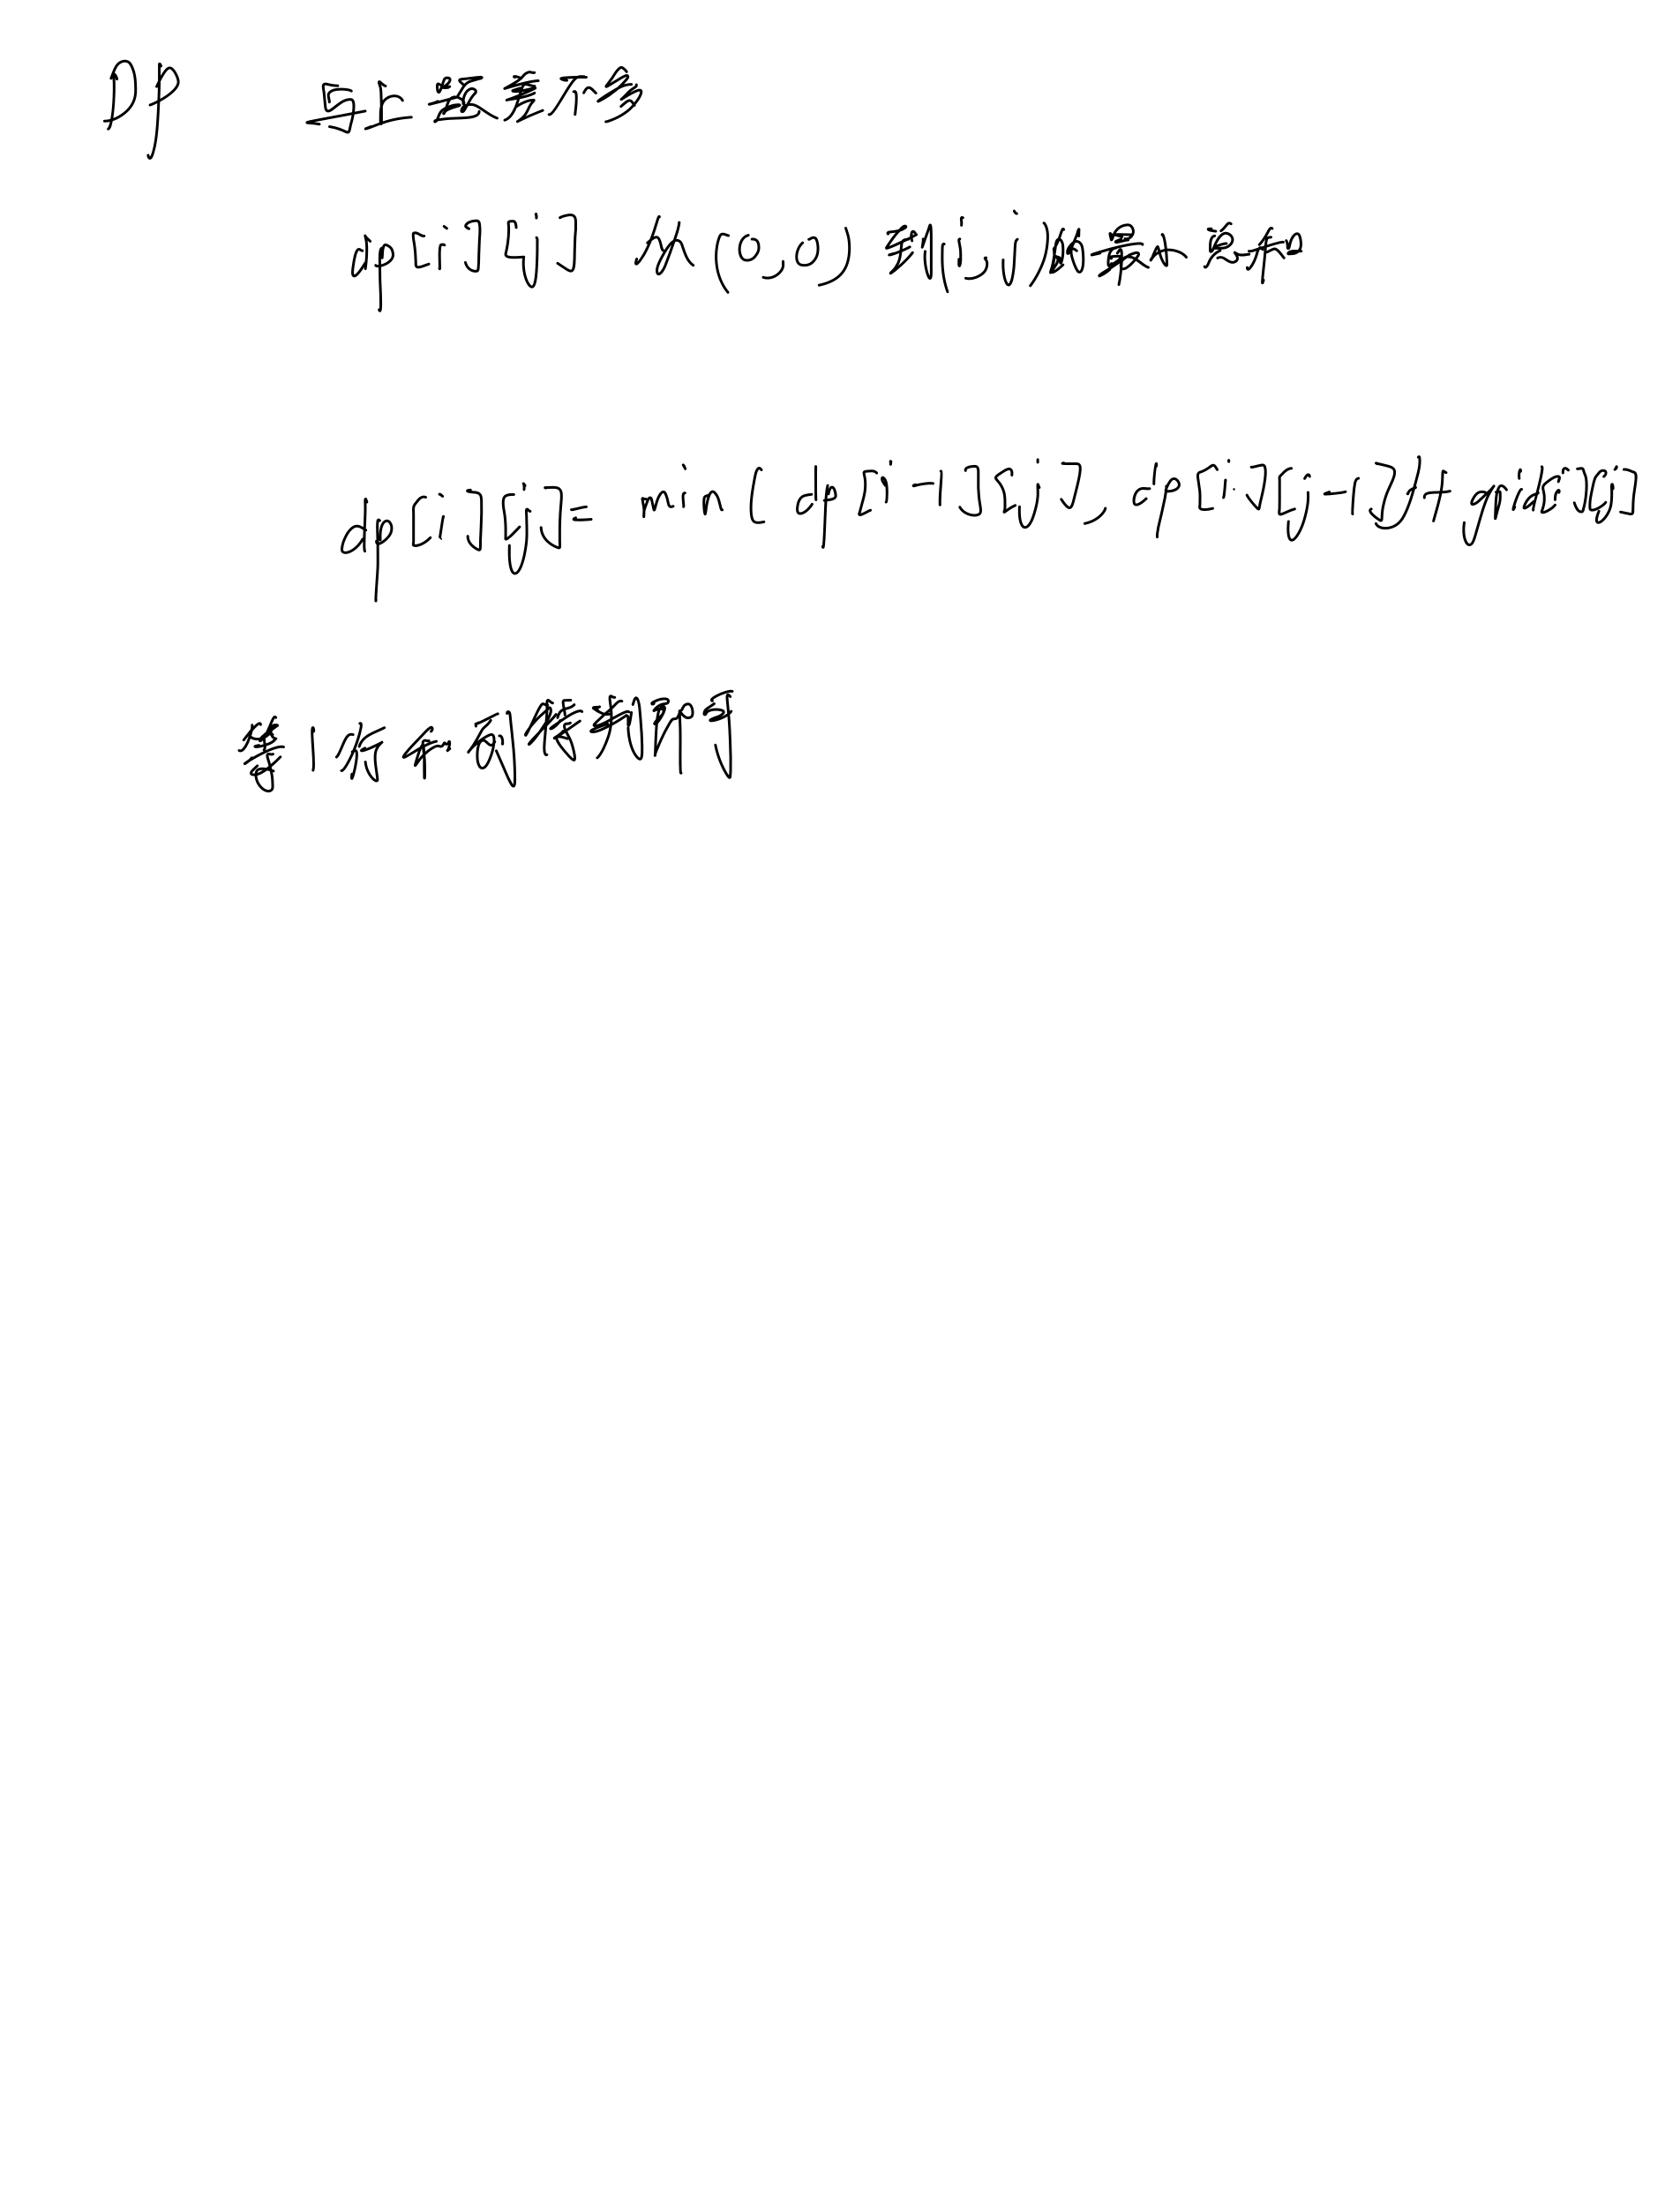 DP 与上题差不多
dp[i][j] 从(0,0)到(i,j)的最小总和
dp[i][j]= min(dp[i-1][j], dp[i][j-1])+grid[i][j]
第1行和列特判即可